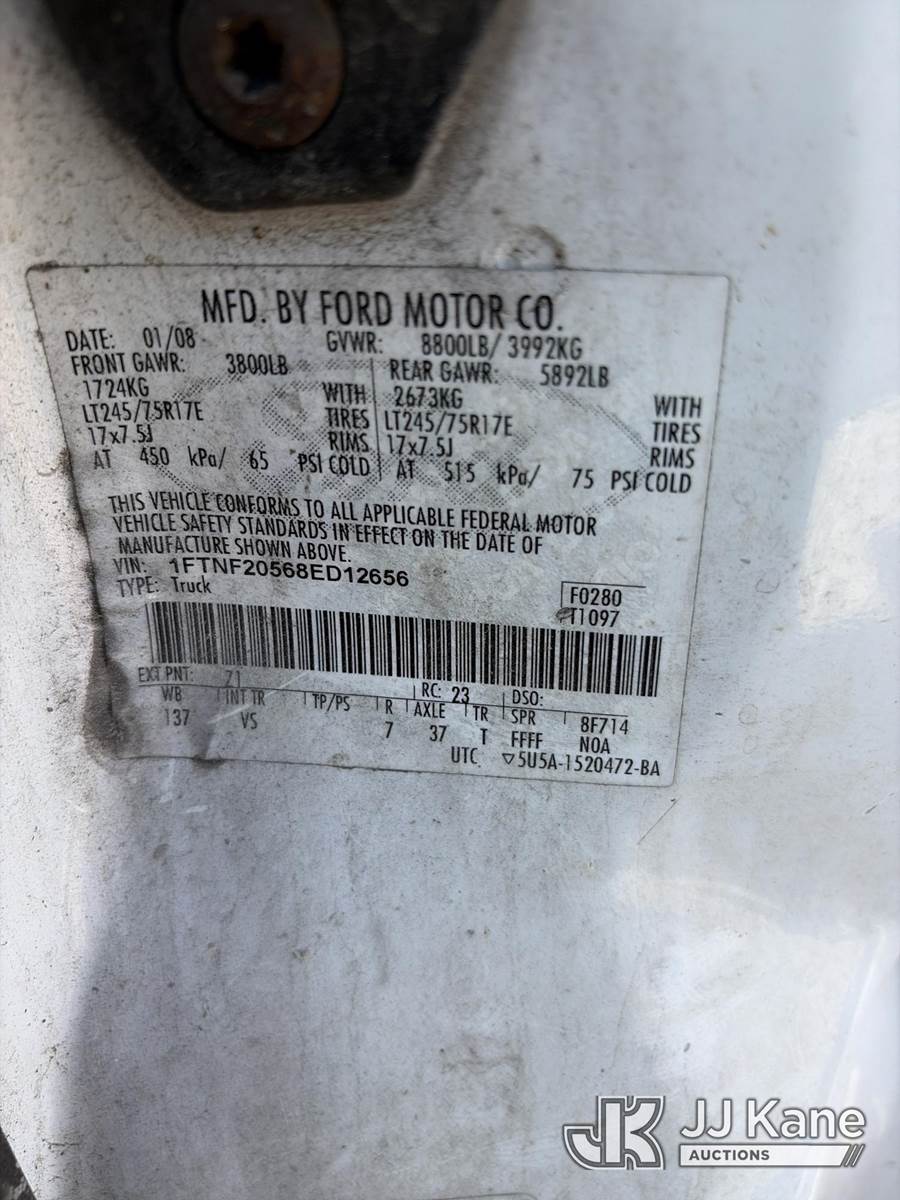 MFD. BY FORD MOTOR CO.
DATE: 01/08 GVWR: 8800LB/ 3992KG
FRONT GAWR: 3800LB REAR GAWR: 5892LB
1724KG WITH 2673KG WITH
LT245/75R17E TIRES LT245/75R17E TIRES
17x7.5J RIMS 17x7.5J RIMS
AT 450 kPa/ 65 PSI COLD AT 515 kPa/ 75 PSI COLD
THIS VEHICLE CONFORMS TO ALL APPLICABLE FEDERAL MOTOR
VEHICLE SAFETY STANDARDS IN EFFECT ON THE DATE OF
MANUFACTURE SHOWN ABOVE.
VIN: 1FTNF20568ED12656
TYPE: Truck F0280
T1097
EXT PNT: Z1 RC: 23 DSO:
WB INT TR TP/PS R AXLE TR SPR 8F714
137 VS 7 37 T FFFF NOA
UTC ▽5U5A-1520472-BA
JK JJ Kane
AUCTIONS